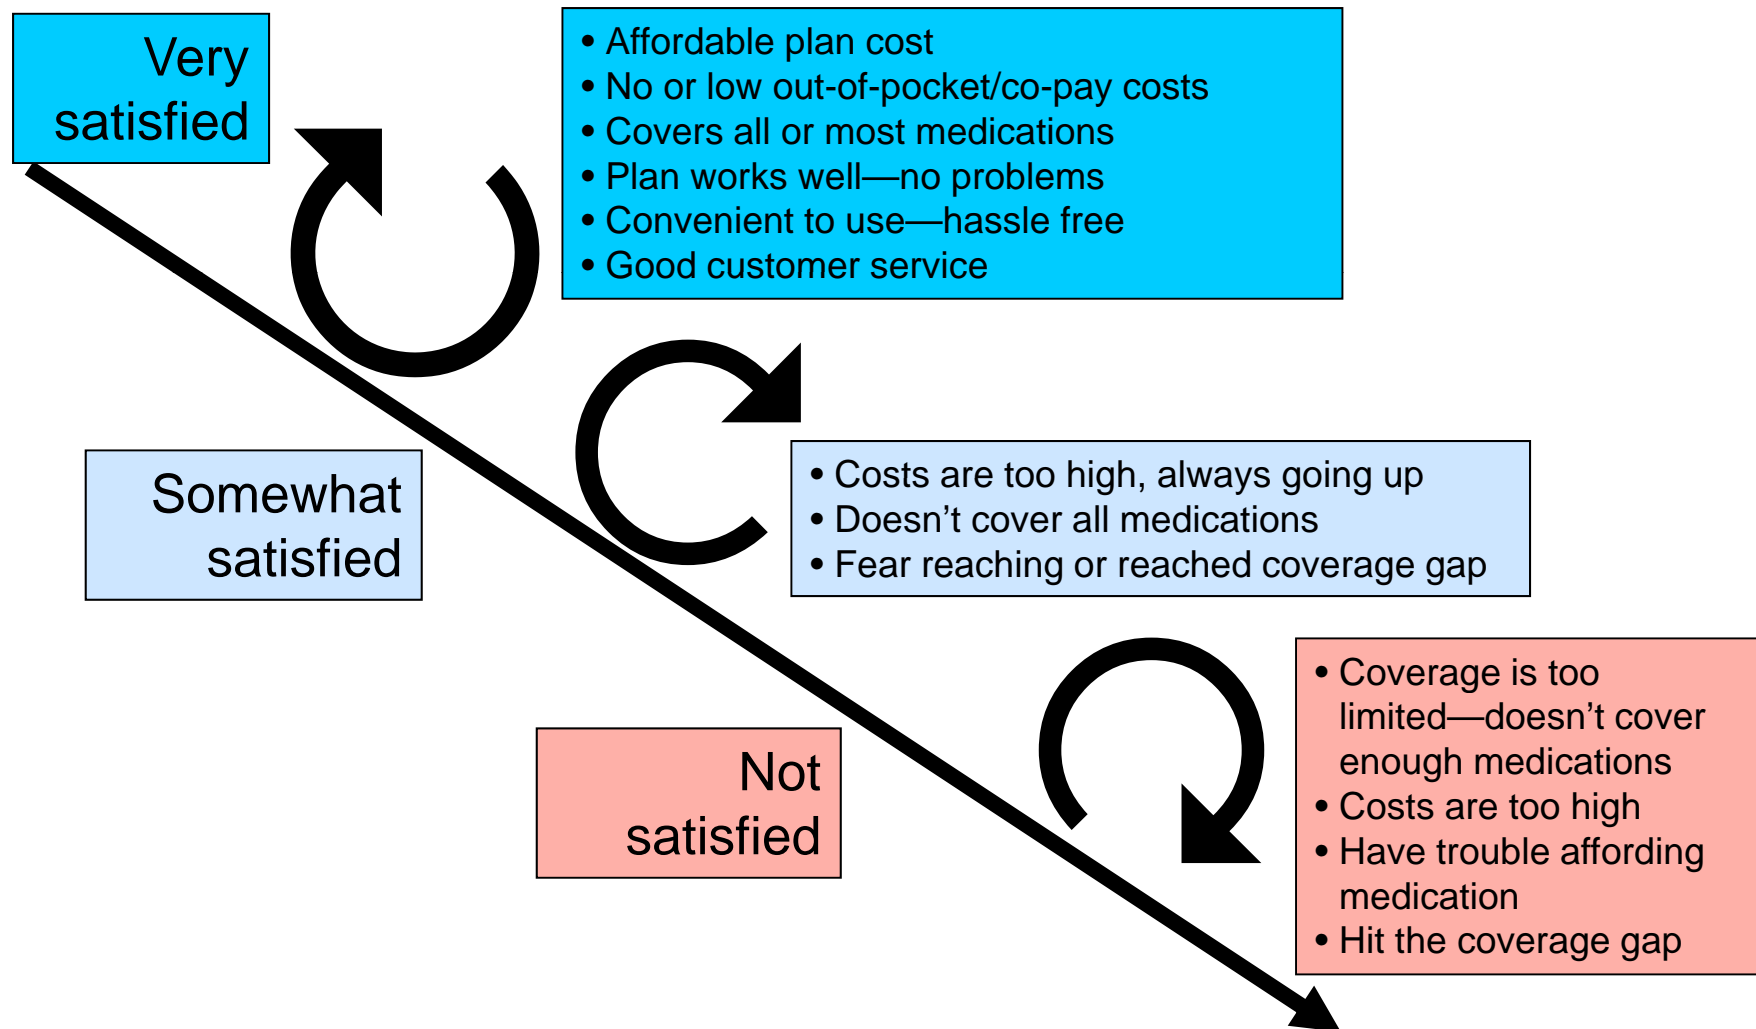 Very
satisfied
• Affordable plan cost
• No or low out-of-pocket/co-pay costs
• Covers all or most medications
• Plan works well—no problems
• Convenient to use—hassle free
• Good customer service
Somewhat
satisfied
• Costs are too high, always going up
• Doesn’t cover all medications
• Fear reaching or reached coverage gap
Not
satisfied
• Coverage is too
limited—doesn’t cover
enough medications
• Costs are too high
• Have trouble affording
medication
• Hit the coverage gap